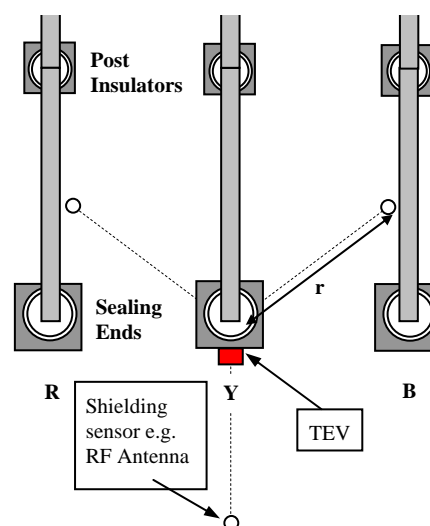 Post
Insulators
r
Sealing
Ends
R
Y
B
Shielding
sensor e.g.
RF Antenna
TEV